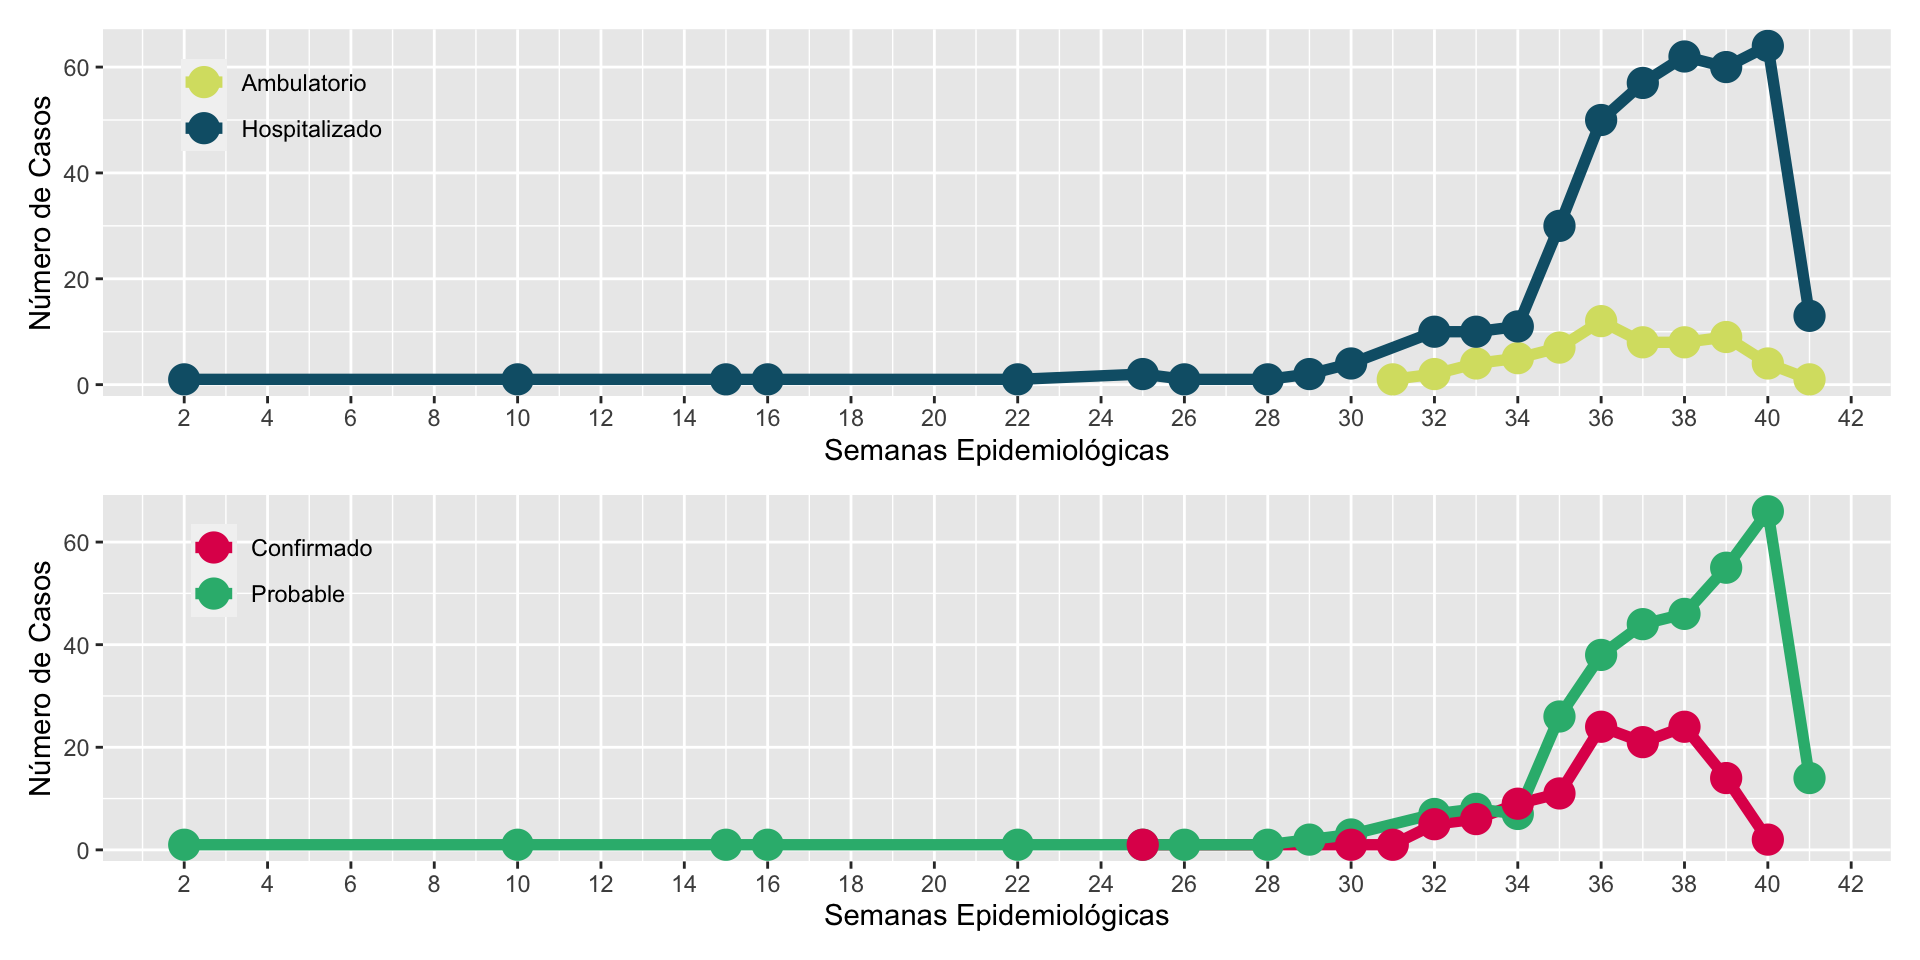 Número de Casos
60
40
20
0
Ambulatorio
Hospitalizado
2 4 6 8 10 12 14 16 18 20 22 24 26 28 30 32 34 36 38 40 42
Semanas Epidemiológicas
Número de Casos
60
40
20
0
Confirmado
Probable
2 4 6 8 10 12 14 16 18 20 22 24 26 28 30 32 34 36 38 40 42
Semanas Epidemiológicas